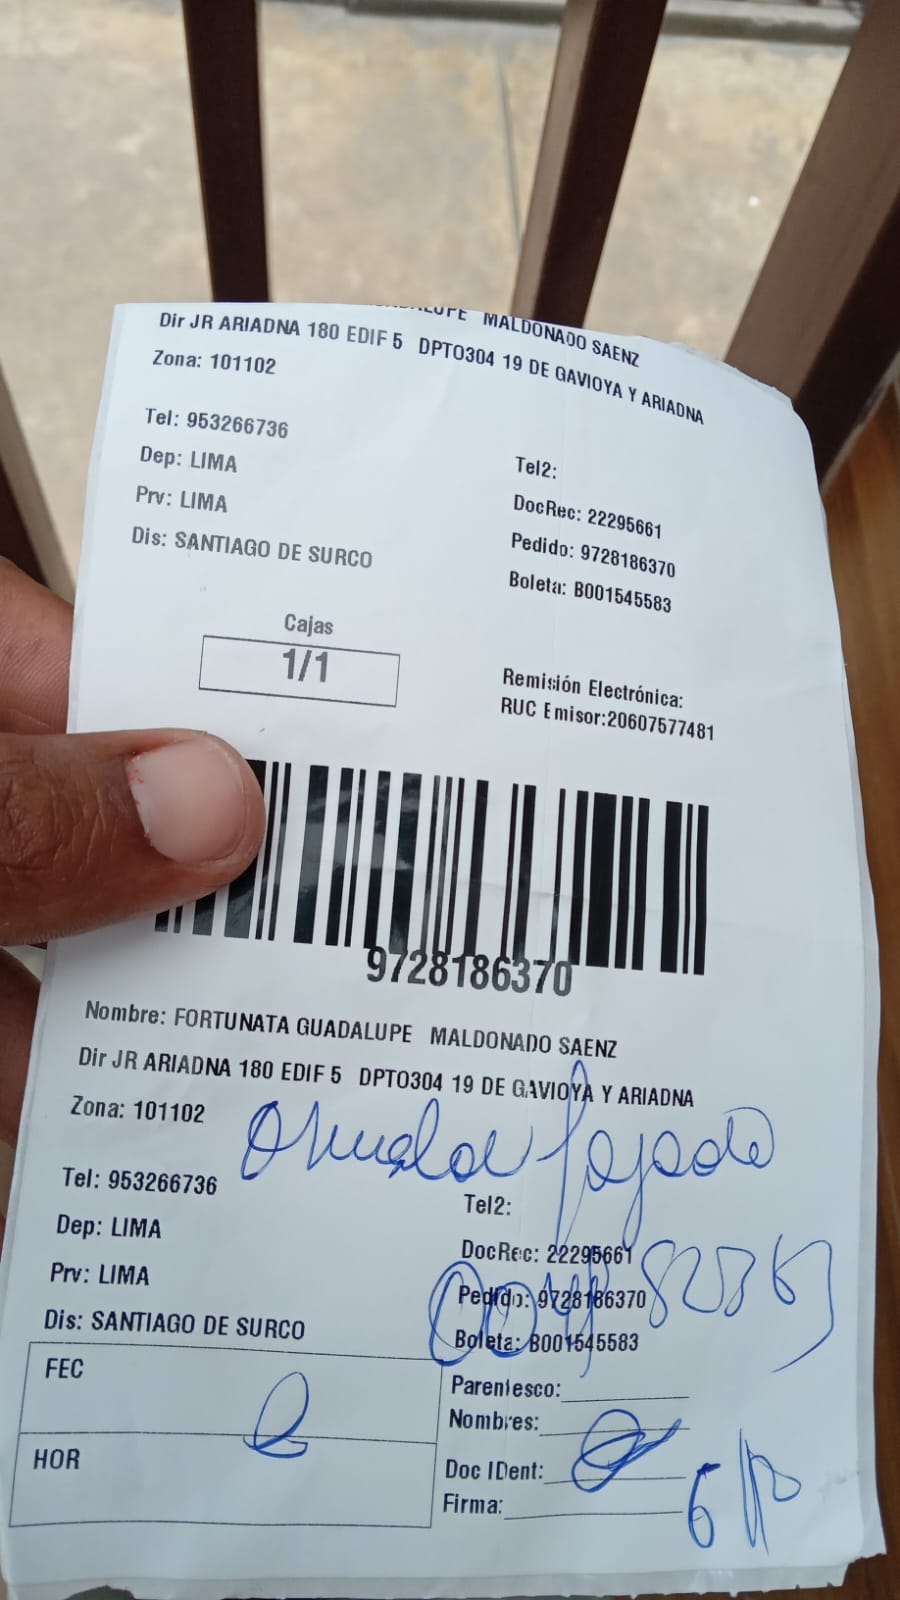 MALDONADO SAENZ
Dir JR ARIADNA 180 EDIF 5 DPTO304 19 DE GAVIOYA Y ARIADNA
Zona: 101102
Tel: 953266736
Dep: LIMA
Prv: LIMA
Dis: SANTIAGO DE SURCO
Tel2:
DocRec: 22295661
Pedido: 9728186370
Boleta: B001545583
Cajas
1/1
Remisión Electrónica:
RUC Emisor:20607577481
9728186370
Nombre: FORTUNATA GUADALUPE MALDONADO SAENZ
Dir JR ARIADNA 180 EDIF 5 DPTO304 19 DE GAVIOYA Y ARIADNA
Zona: 101102
Tel: 953266736
Dep: LIMA
Prv: LIMA
Dis: SANTIAGO DE SURCO
Tel2:
DocRec: 22295661
Pedido: 9728186370
Boleta: B001545583
FEC
HOR
Parentesco:
Nombres:
Doc IDent:
Firma: